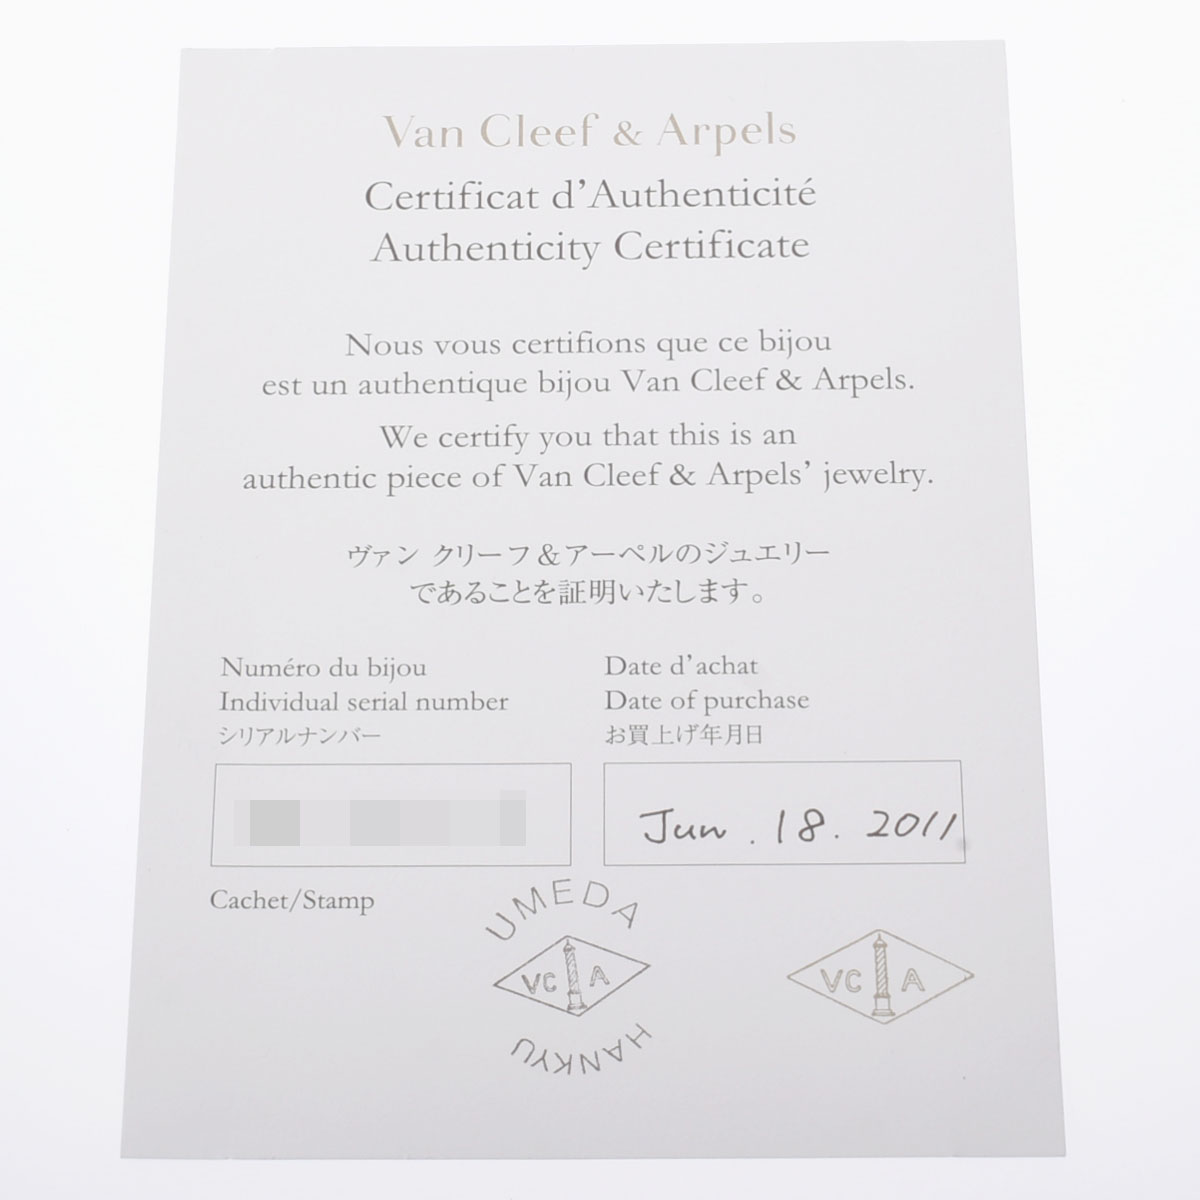 Van Cleef & Arpels
Certificat d'Authenticité
Authenticity Certificate
Nous vous certifions que ce bijou
est un authentique bijou Van Cleef & Arpels.
We certify you that this is an
authentic piece of Van Cleef & Arpels' jewelry.
ヴァン クリーフ&アーペルのジュエリー
であることを証明いたします。
Numéro du bijou
Individual serial number
シリアルナンバー
Date d'achat
Date of purchase
お買上げ年月日
Jun. 18. 2011
Cachet/Stamp
UMEDA
VC A
HANKYU
VC A